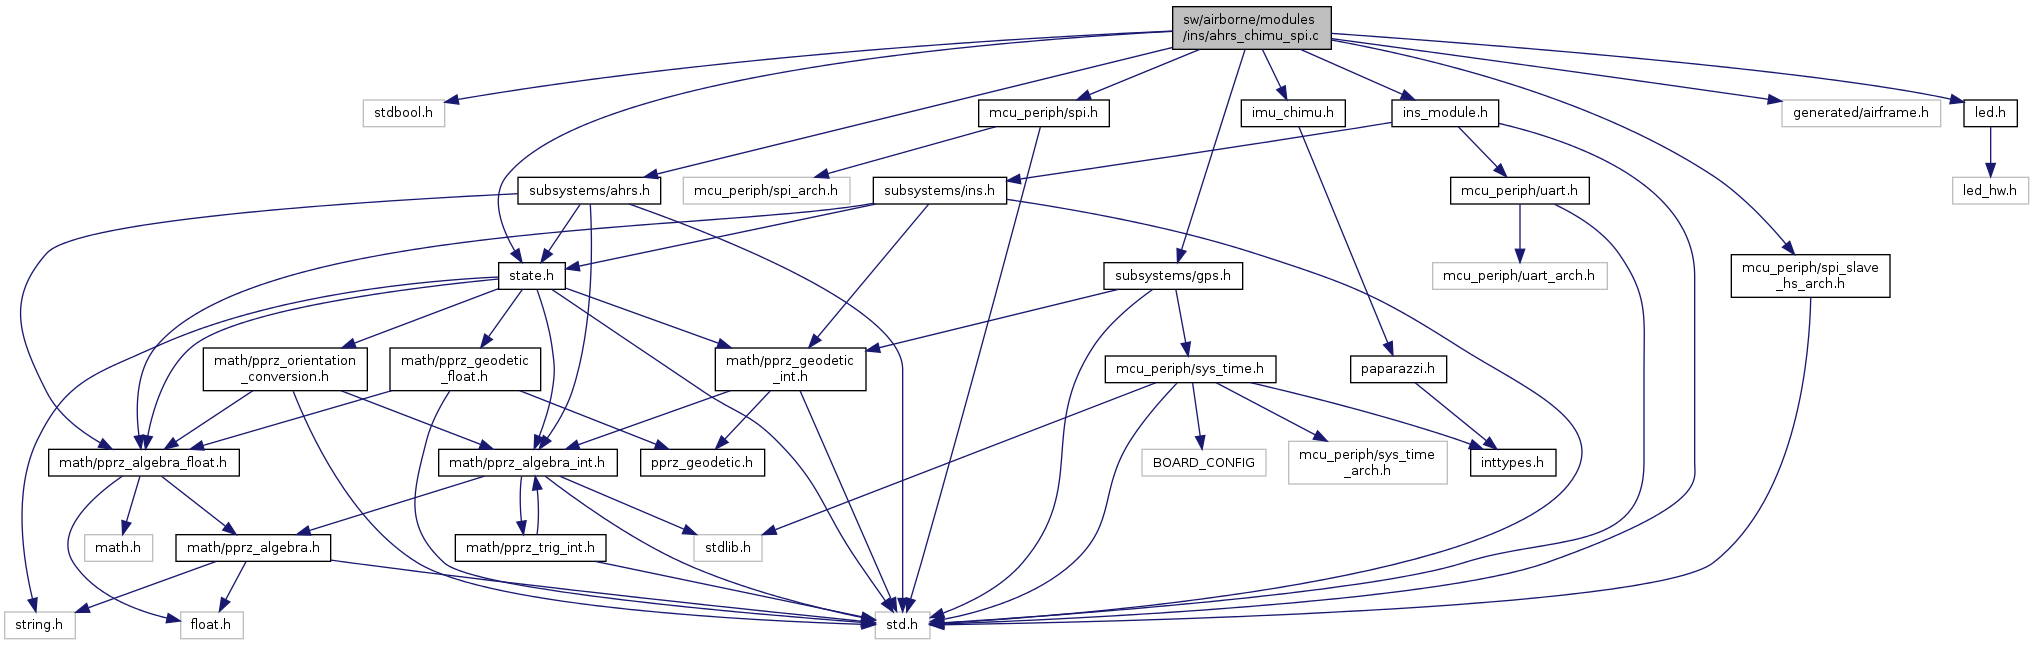 sw/airborne/modules
/ins/ahrs_chimu_spi.c
stdbool.h
mcu_periph/spi.h
imu_chimu.h
ins_module.h
generated/airframe.h
led.h
subsystems/ahrs.h
mcu_periph/spi_arch.h
subsystems/ins.h
mcu_periph/uart.h
led_hw.h
state.h
subsystems/gps.h
mcu_periph/uart_arch.h
mcu_periph/spi_slave
_hs_arch.h
math/pprz_orientation
_conversion.h
math/pprz_geodetic
_float.h
math/pprz_geodetic
_int.h
mcu_periph/sys_time.h
paparazzi.h
math/pprz_algebra_float.h
math/pprz_algebra_int.h
pprz_geodetic.h
BOARD_CONFIG
mcu_periph/sys_time
_arch.h
inttypes.h
math.h
math/pprz_algebra.h
math/pprz_trig_int.h
stdlib.h
string.h
float.h
std.h